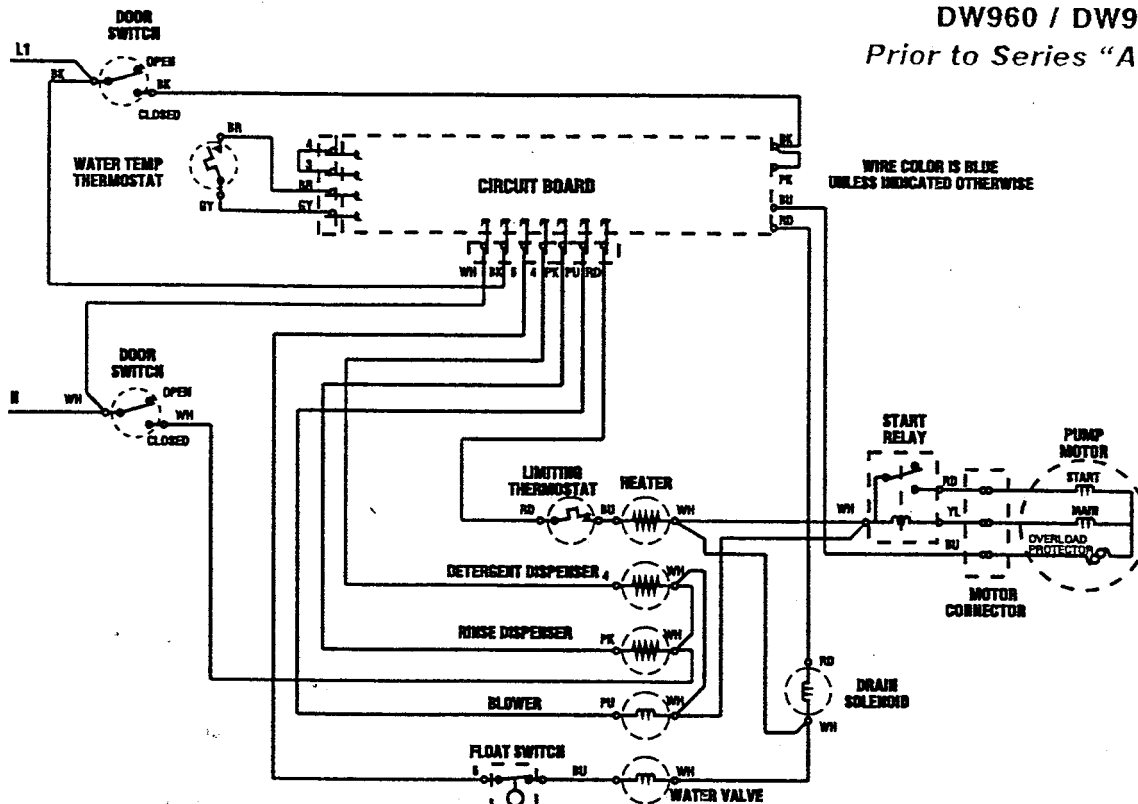 DW960 / DW9
Prior to Series “A
DOOR
SWITCH
L1
OPEN
BK
BK
CLOSED
BR
WATER TEMP
THERMOSTAT
GY
4
3
BR
GY
CIRCUIT BOARD
BK
PK
BU
RD
WIRE COLOR IS BLUE
UNLESS INDICATED OTHERWISE
WH BK 5 4 PK PU RD
DOOR
SWITCH
N
WH
OPEN
WH
CLOSED
START
RELAY
PUMP
MOTOR
START
RD
MAIN
WH
YL
BU
OVERLOAD
PROTECTOR
MOTOR
CONNECTOR
LIMITING
THERMOSTAT
HEATER
RD
BU
WH
DETERGENT DISPENSER 4
WH
RINSE DISPENSER
PK
WH
BLOWER
PU
WH
RD
DRAIN
SOLENOID
WH
FLOAT SWITCH
5
BU
WH
WATER VALVE